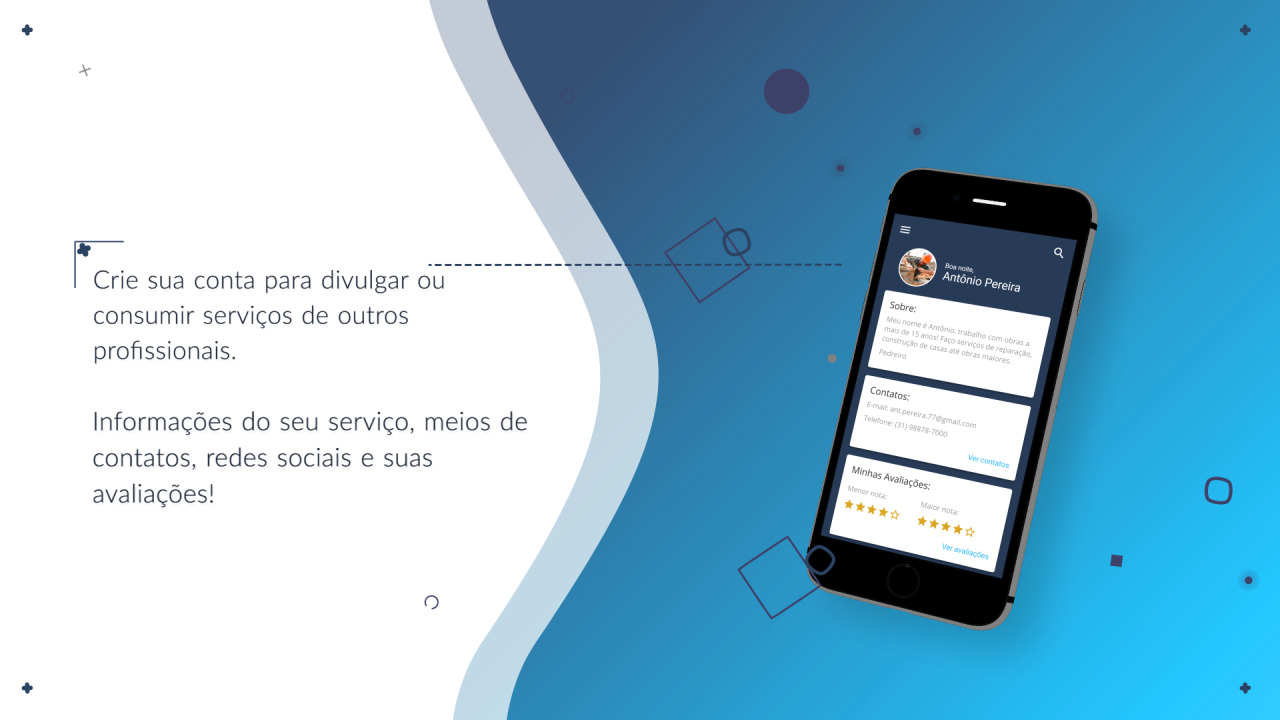 Crie sua conta para divulgar ou
consumir serviços de outros
profissionais.
Informações do seu serviço, meios de
contatos, redes sociais e suas
avaliações!
Boa noite,
Antônio Pereira
Sobre:
Meu nome é Antônio, trabalho com obras a
mais de 15 anos! Faço serviços de reparação,
construção de casas até obras maiores.
Pedreiro
Contatos:
E-mail: ant.pereira.77@gmail.com
Telefone: (31) 98878-7000
Ver contatos
Minhas Avaliações:
Menor nota:
Maior nota:
Ver avaliações